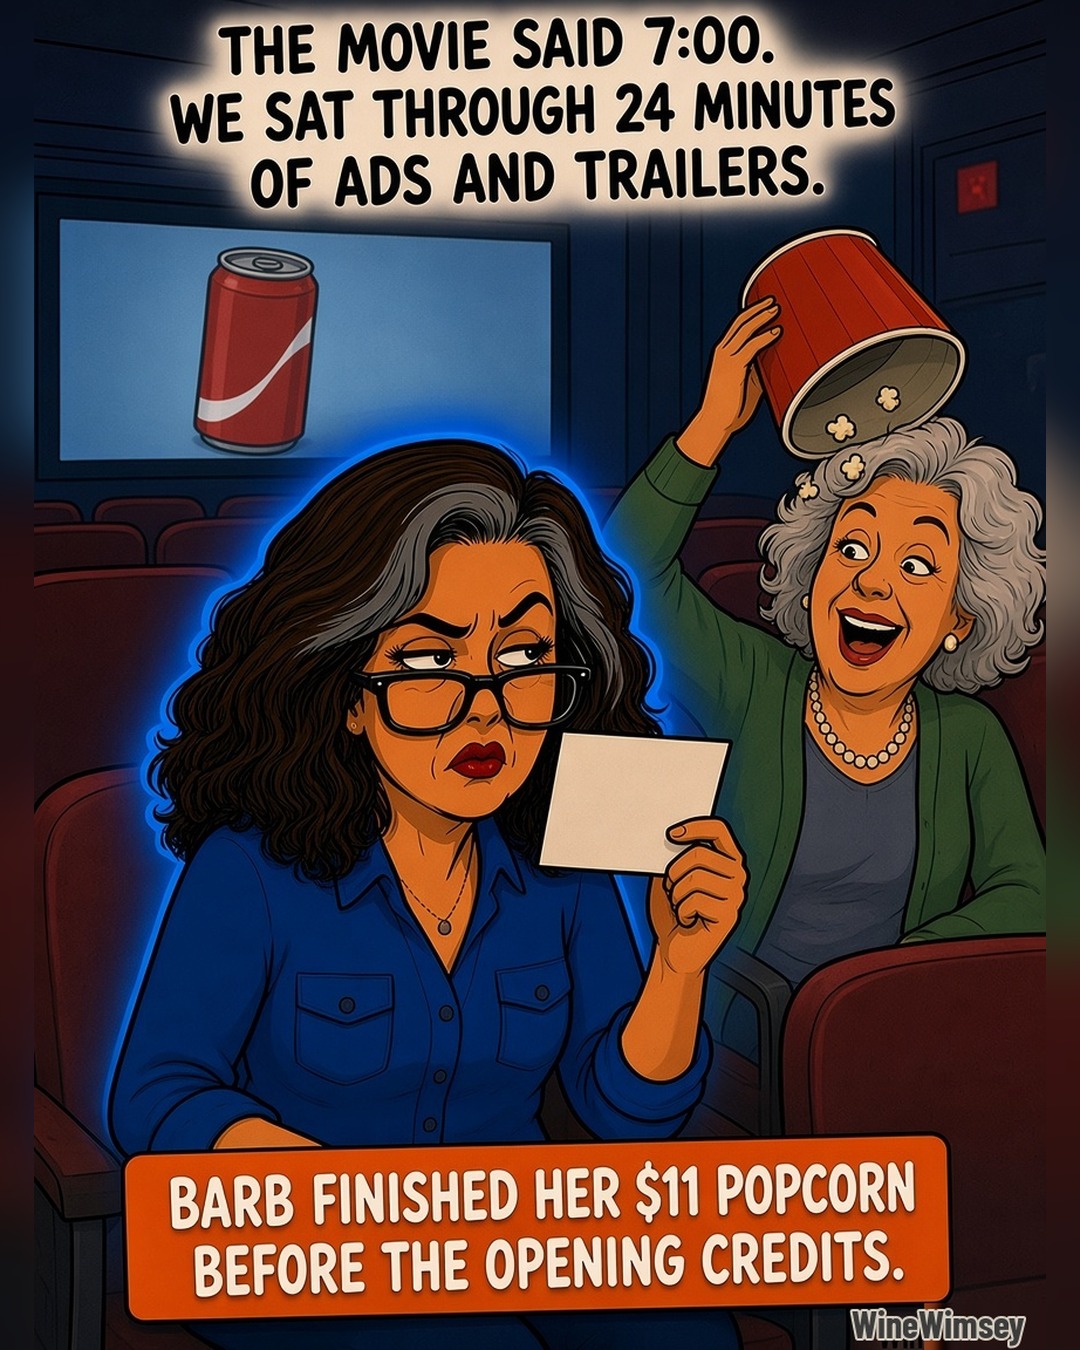 THE MOVIE SAID 7:00.
WE SAT THROUGH 24 MINUTES
OF ADS AND TRAILERS.
BARB FINISHED HER $11 POPCORN
BEFORE THE OPENING CREDITS.
WineWimsey